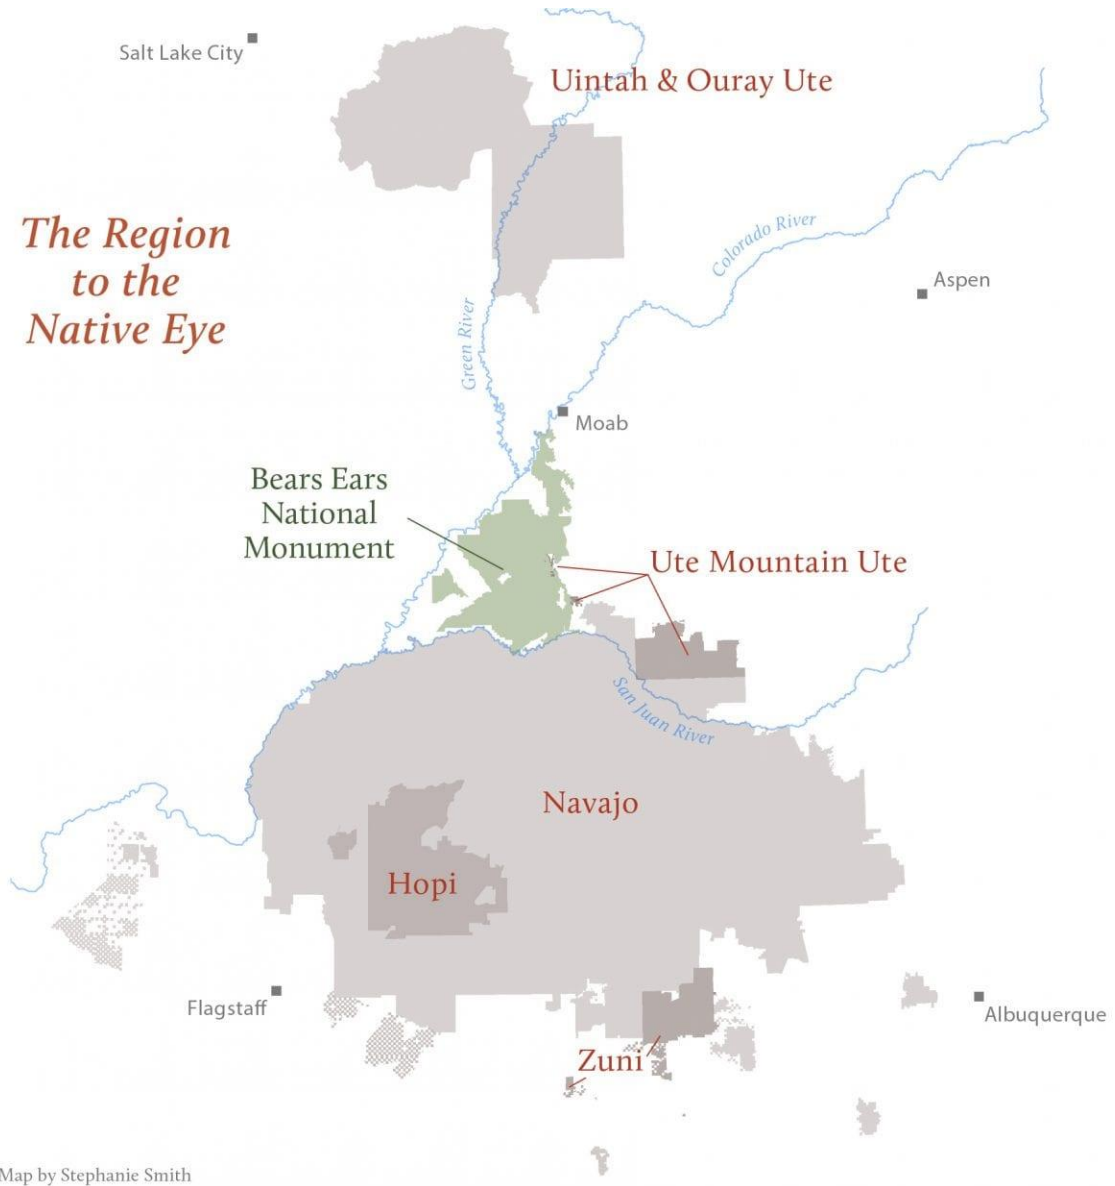 Salt Lake City
Uintah & Ouray Ute
The Region
to the
Native Eye
Colorado River
Aspen
Green River
Moab
Bears Ears
National
Monument
Ute Mountain Ute
San Juan River
Navajo
Hopi
Flagstaff
Albuquerque
Zuni
Map by Stephanie Smith